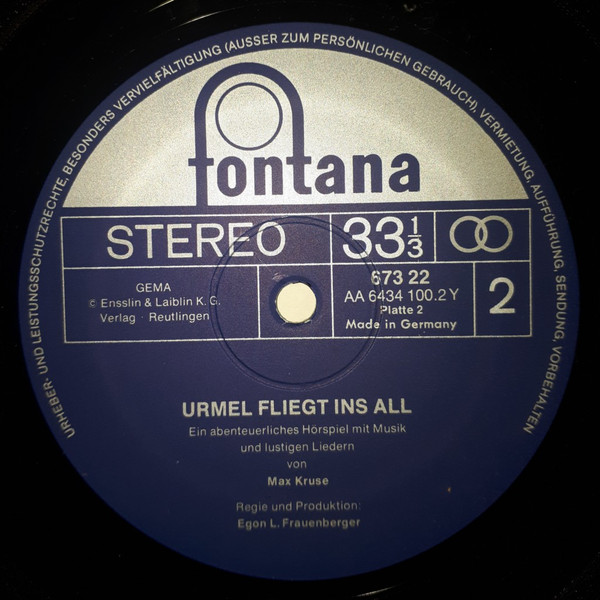 URHEBER- UND LEISTUNGSSCHUTZRECHTE, BESONDERS VERVIELFÄLTIGUNG (AUSSER ZUM PERSÖNLICHEN GEBRAUCH), VERMIETUNG, AUFFÜHRUNG, SENDUNG, VORBEHALTEN
fontana
STEREO 33 1/3
GEMA
© Ensslin & Laiblin K. G.
Verlag · Reutlingen
673 22
AA 6434 100.2 Y
Platte 2
Made in Germany
2
URMEL FLIEGT INS ALL
Ein abenteuerliches Hörspiel mit Musik
und lustigen Liedern
von
Max Kruse
Regie und Produktion:
Egon L. Frauenberger